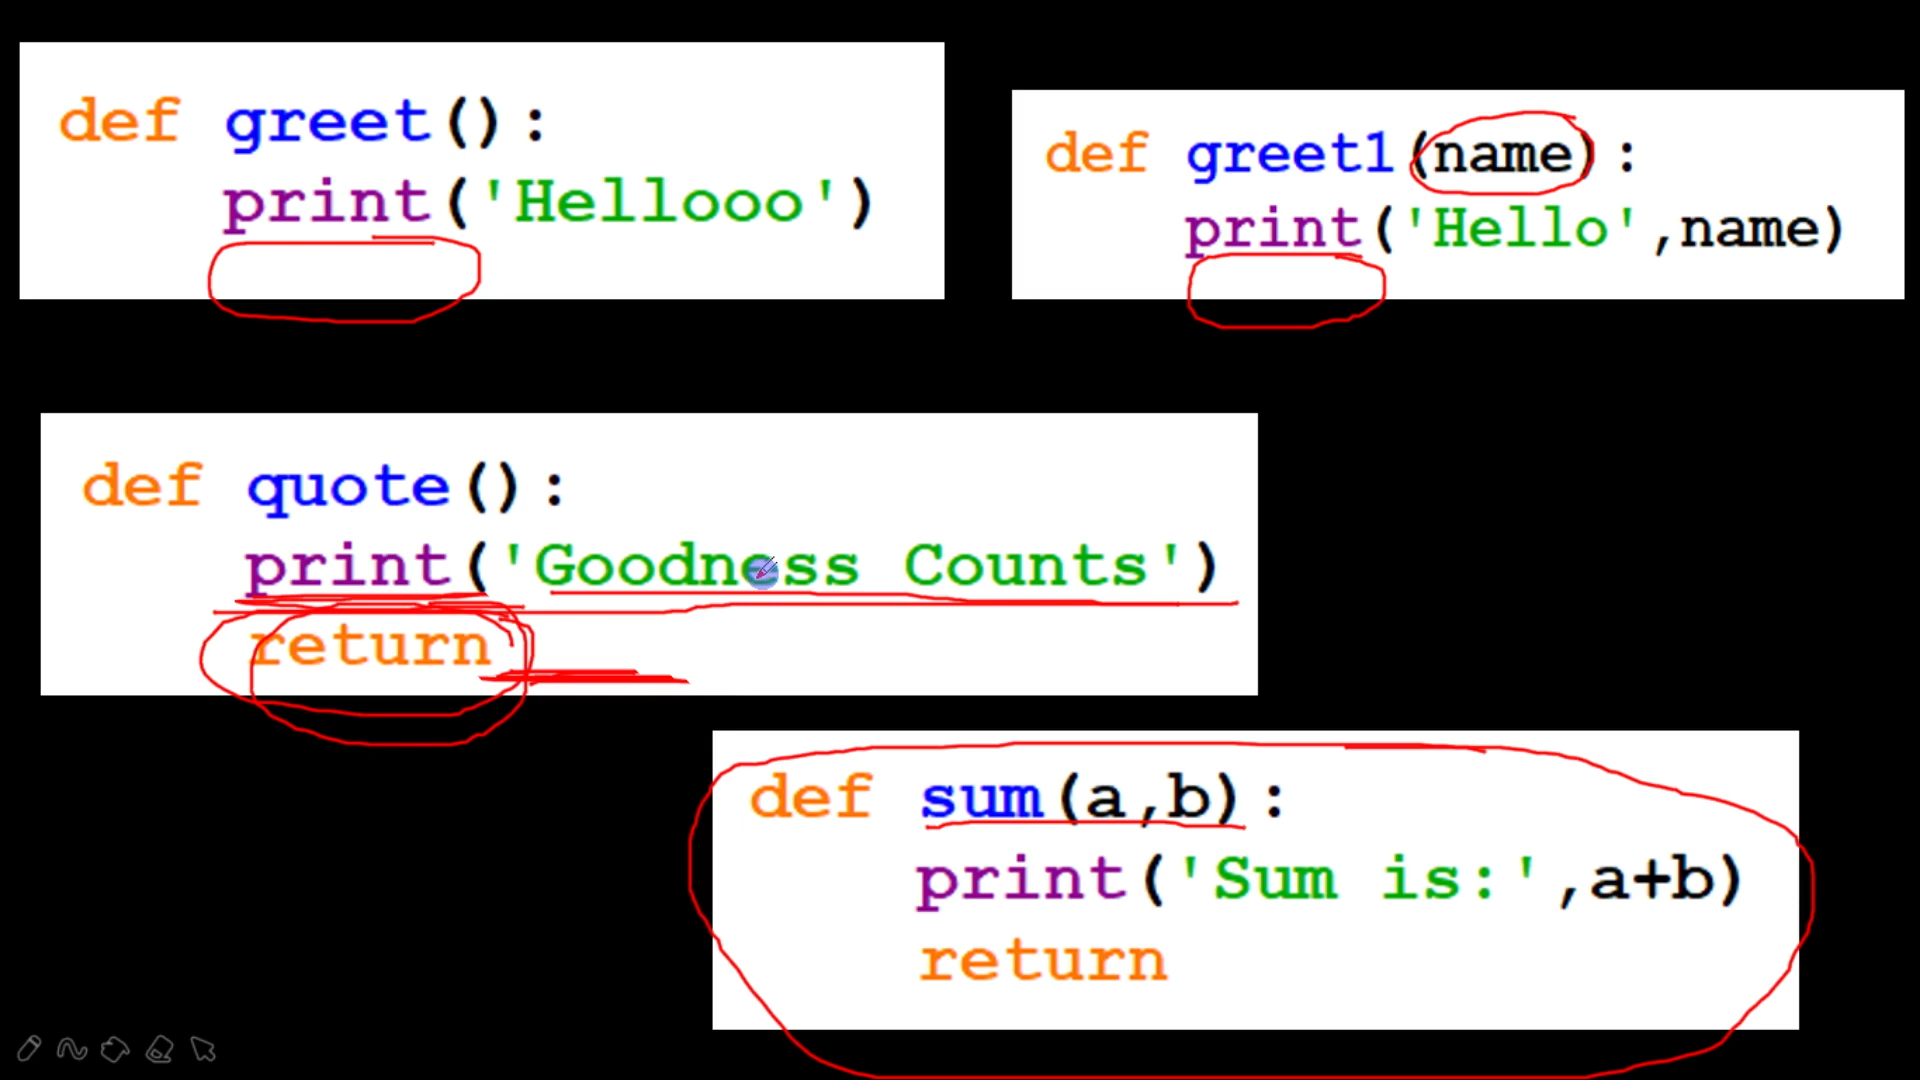 def greet():
print('Hellooo')
def greet1(name):
print('Hello',name)
def quote():
print('Goodness Counts')
return
def sum(a,b):
print('Sum is:',a+b)
return